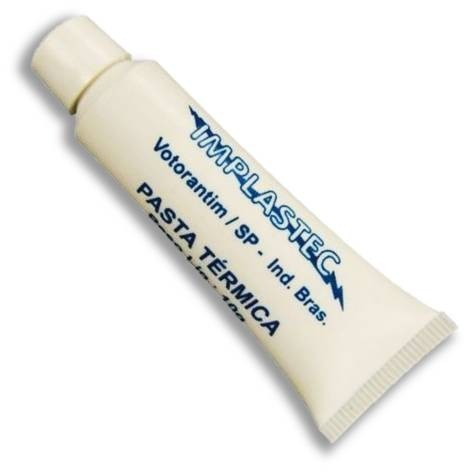 IMPLASTEC
Votorantim / SP - Ind. Bras.
PASTA TÉRMICA